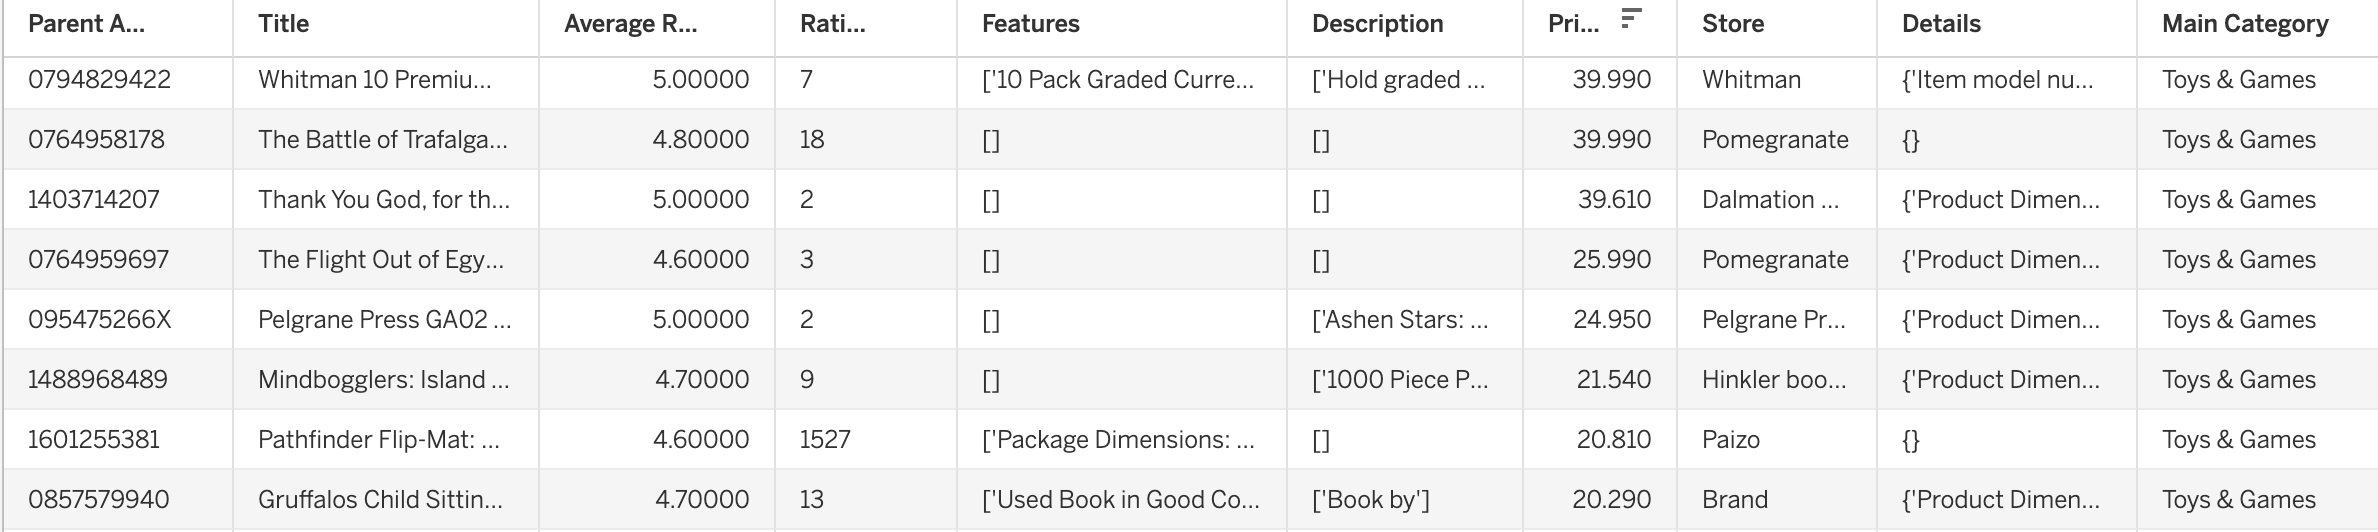 Parent A... Title Average R... Rati... Features Description Pri... Store Details Main Category
0794829422 Whitman 10 Premiu... 5.00000 7 ['10 Pack Graded Curre... ['Hold graded ... 39.990 Whitman {'Item model nu... Toys & Games
0764958178 The Battle of Trafalga... 4.80000 18 [] [] 39.990 Pomegranate {} Toys & Games
1403714207 Thank You God, for th... 5.00000 2 [] [] 39.610 Dalmation ... {'Product Dimen... Toys & Games
0764959697 The Flight Out of Egy... 4.60000 3 [] [] 25.990 Pomegranate {'Product Dimen... Toys & Games
095475266X Pelgrane Press GA02 ... 5.00000 2 [] ['Ashen Stars: ... 24.950 Pelgrane Pr... {'Product Dimen... Toys & Games
1488968489 Mindbogglers: Island ... 4.70000 9 [] ['1000 Piece P... 21.540 Hinkler boo... {'Product Dimen... Toys & Games
1601255381 Pathfinder Flip-Mat: ... 4.60000 1527 ['Package Dimensions: ... [] 20.810 Paizo {} Toys & Games
0857579940 Gruffalos Child Sittin... 4.70000 13 ['Used Book in Good Co... ['Book by'] 20.290 Brand {'Product Dimen... Toys & Games